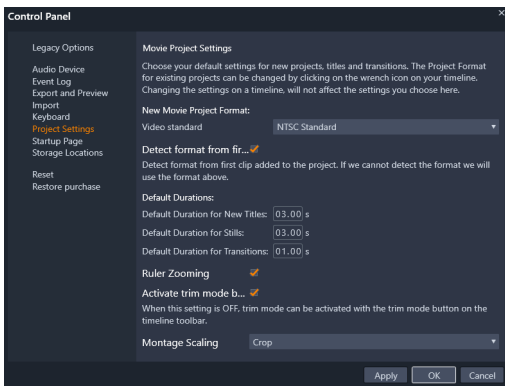 Control Panel
Legacy Options
Audio Device
Event Log
Export and Preview
Import
Keyboard
Project Settings
Startup Page
Storage Locations
Reset
Restore purchase
Movie Project Settings
Choose your default settings for new projects, titles and transitions. The Project Format
for existing projects can be changed by clicking on the wrench icon on your timeline.
Changing the settings on a timeline, will not affect the settings you choose here.
New Movie Project Format:
Video standard NTSC Standard
Detect format from fir...
Detect format from first clip added to the project. If we cannot detect the format we will
use the format above.
Default Durations:
Default Duration for New Titles: 03.00 s
Default Duration for Stills: 03.00 s
Default Duration for Transitions: 01.00 s
Ruler Zooming
Activate trim mode b...
When this setting is OFF, trim mode can be activated with the trim mode button on the
timeline toolbar.
Montage Scaling Crop
Apply OK Cancel